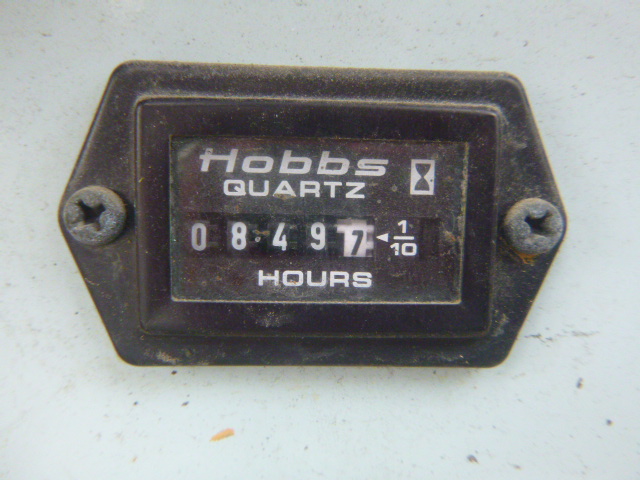 Hobbs
QUARTZ
0 8 4 9 7 ◄ 1/10
HOURS